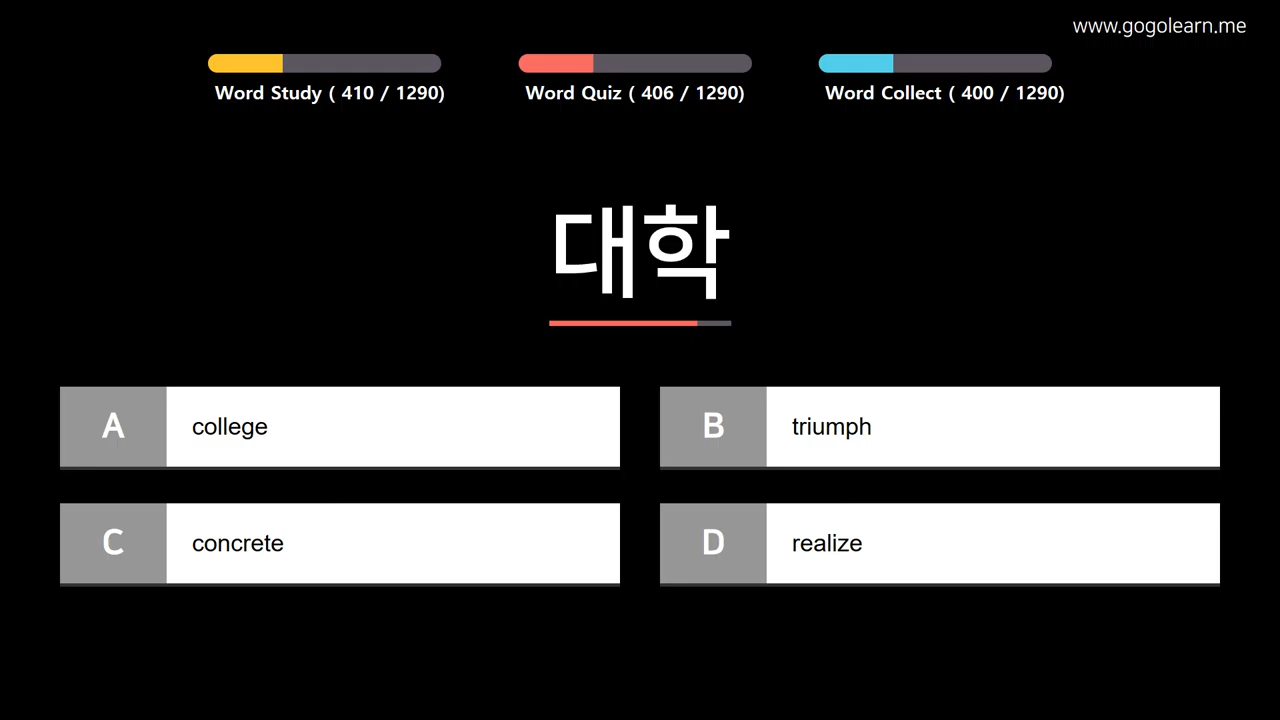 www.gogolearn.me
Word Study ( 410 / 1290)
Word Quiz ( 406 / 1290)
Word Collect ( 400 / 1290)
대학
A college
B triumph
C concrete
D realize